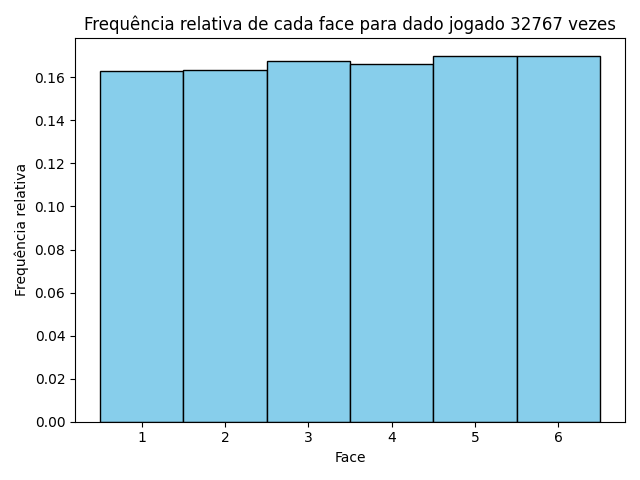 Frequência relativa de cada face para dado jogado 32767 vezes
Frequência relativa
0.16
0.14
0.12
0.10
0.08
0.06
0.04
0.02
0.00
1 2 3 4 5 6
Face